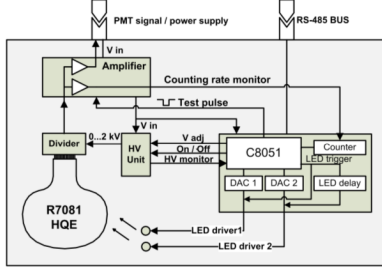 PMT signal / power supply
RS-485 BUS
V in
Amplifier
Counting rate monitor
Test pulse
V in
0...2 kV
V adj
Divider
HV Unit
On / Off
HV monitor
C8051
Counter
LED trigger
DAC 1
DAC 2
LED delay
R7081
HQE
LED driver1
LED driver 2